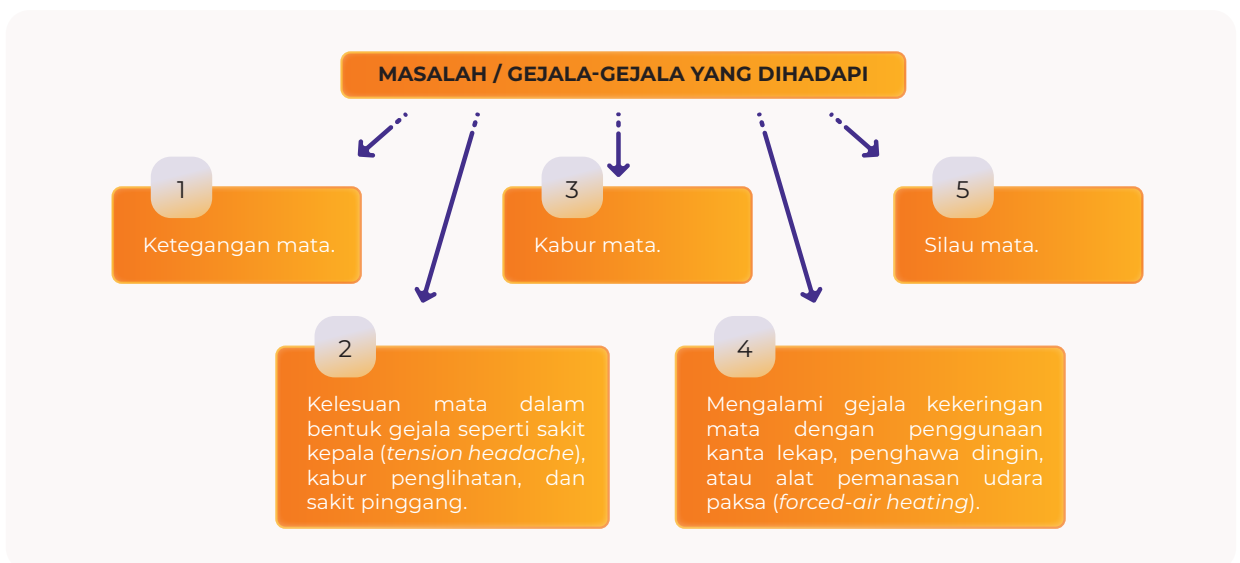 MASALAH / GEJALA-GEJALA YANG DIHADAPI
1
Ketegangan mata.
2
Kelesuan mata dalam
bentuk gejala seperti sakit
kepala (tension headache),
kabur penglihatan, dan
sakit pinggang.
3
Kabur mata.
4
Mengalami gejala kekeringan
mata dengan penggunaan
kanta lekap, penghawa dingin,
atau alat pemanasan udara
paksa (forced-air heating).
5
Silau mata.